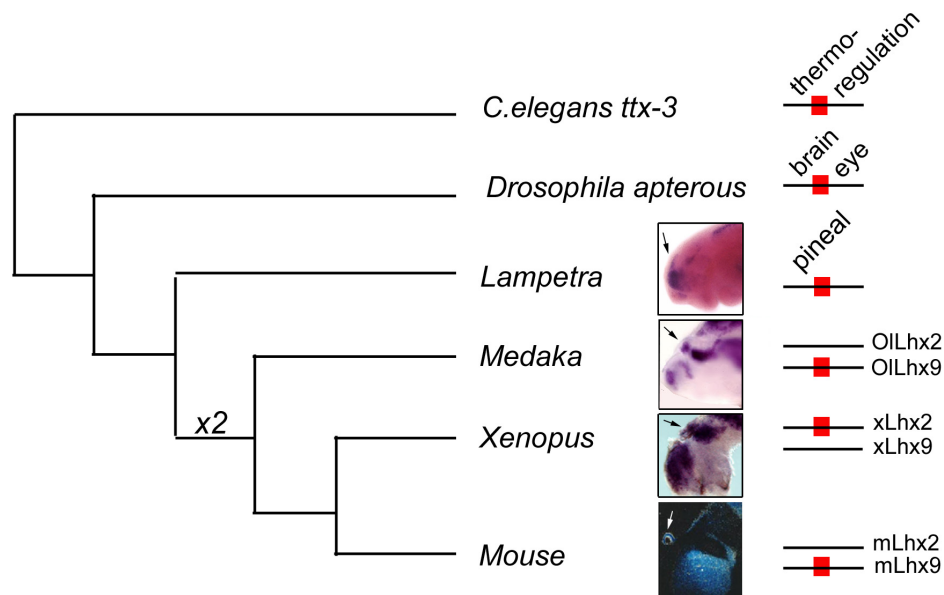 thermo-
regulation
C.elegans ttx-3
brain
eye
Drosophila apterous
pineal
Lampetra
OlLhx2
Medaka
OlLhx9
x2
xLhx2
Xenopus
xLhx9
mLhx2
Mouse
mLhx9